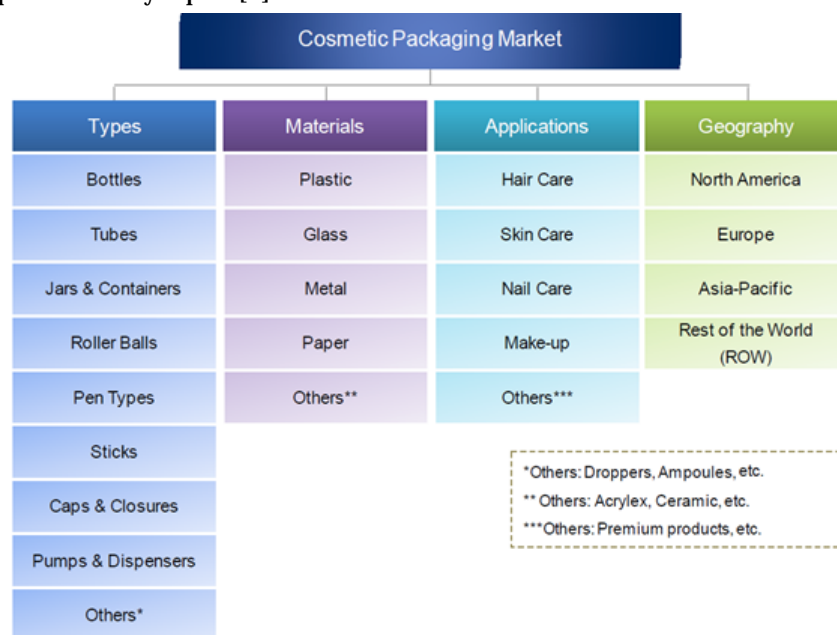 Cosmetic Packaging Market
Types
Bottles
Tubes
Jars & Containers
Roller Balls
Pen Types
Sticks
Caps & Closures
Pumps & Dispensers
Others*
Materials
Plastic
Glass
Metal
Paper
Others**
Applications
Hair Care
Skin Care
Nail Care
Make-up
Others***
Geography
North America
Europe
Asia-Pacific
Rest of the World
(ROW)
*Others: Droppers, Ampoules, etc.
** Others: Acrylex, Ceramic, etc.
***Others: Premium products, etc.